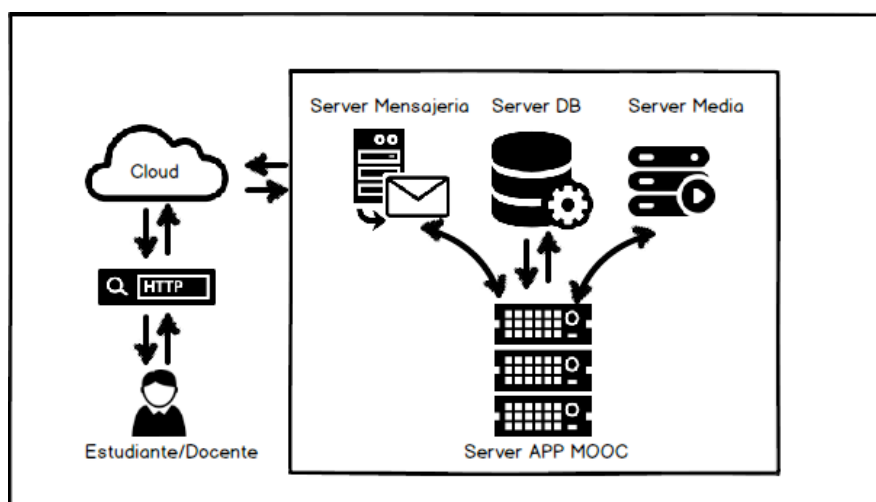 Server Mensajeria
Server DB
Server Media
Cloud
HTTP
Estudiante/Docente
Server APP MOOC